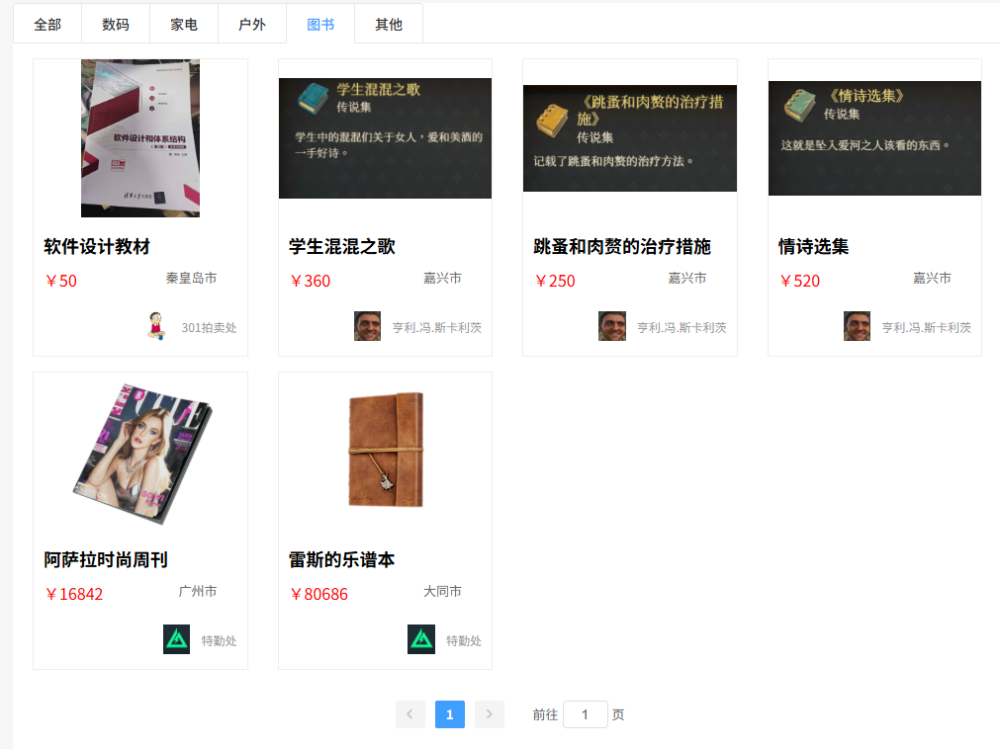 全部 数码 家电 户外 图书 其他
软件设计和体系结构
学生混混之歌
传说集
学生中的混混们关于女人，爱和美酒的
一手好诗。
《跳蚤和肉赘的治疗措
施》
传说集
记载了跳蚤和肉赘的治疗方法。
《情诗选集》
传说集
这就是坠入爱河之人该看的东西。
软件设计教材
￥50 秦皇岛市
301拍卖处
学生混混之歌
￥360 嘉兴市
亨利.冯.斯卡利茨
跳蚤和肉赘的治疗措施
￥250 嘉兴市
亨利.冯.斯卡利茨
情诗选集
￥520 嘉兴市
亨利.冯.斯卡利茨
阿萨拉时尚周刊
￥16842 广州市
特勤处
雷斯的乐谱本
￥80686 大同市
特勤处
1 前往 1 页